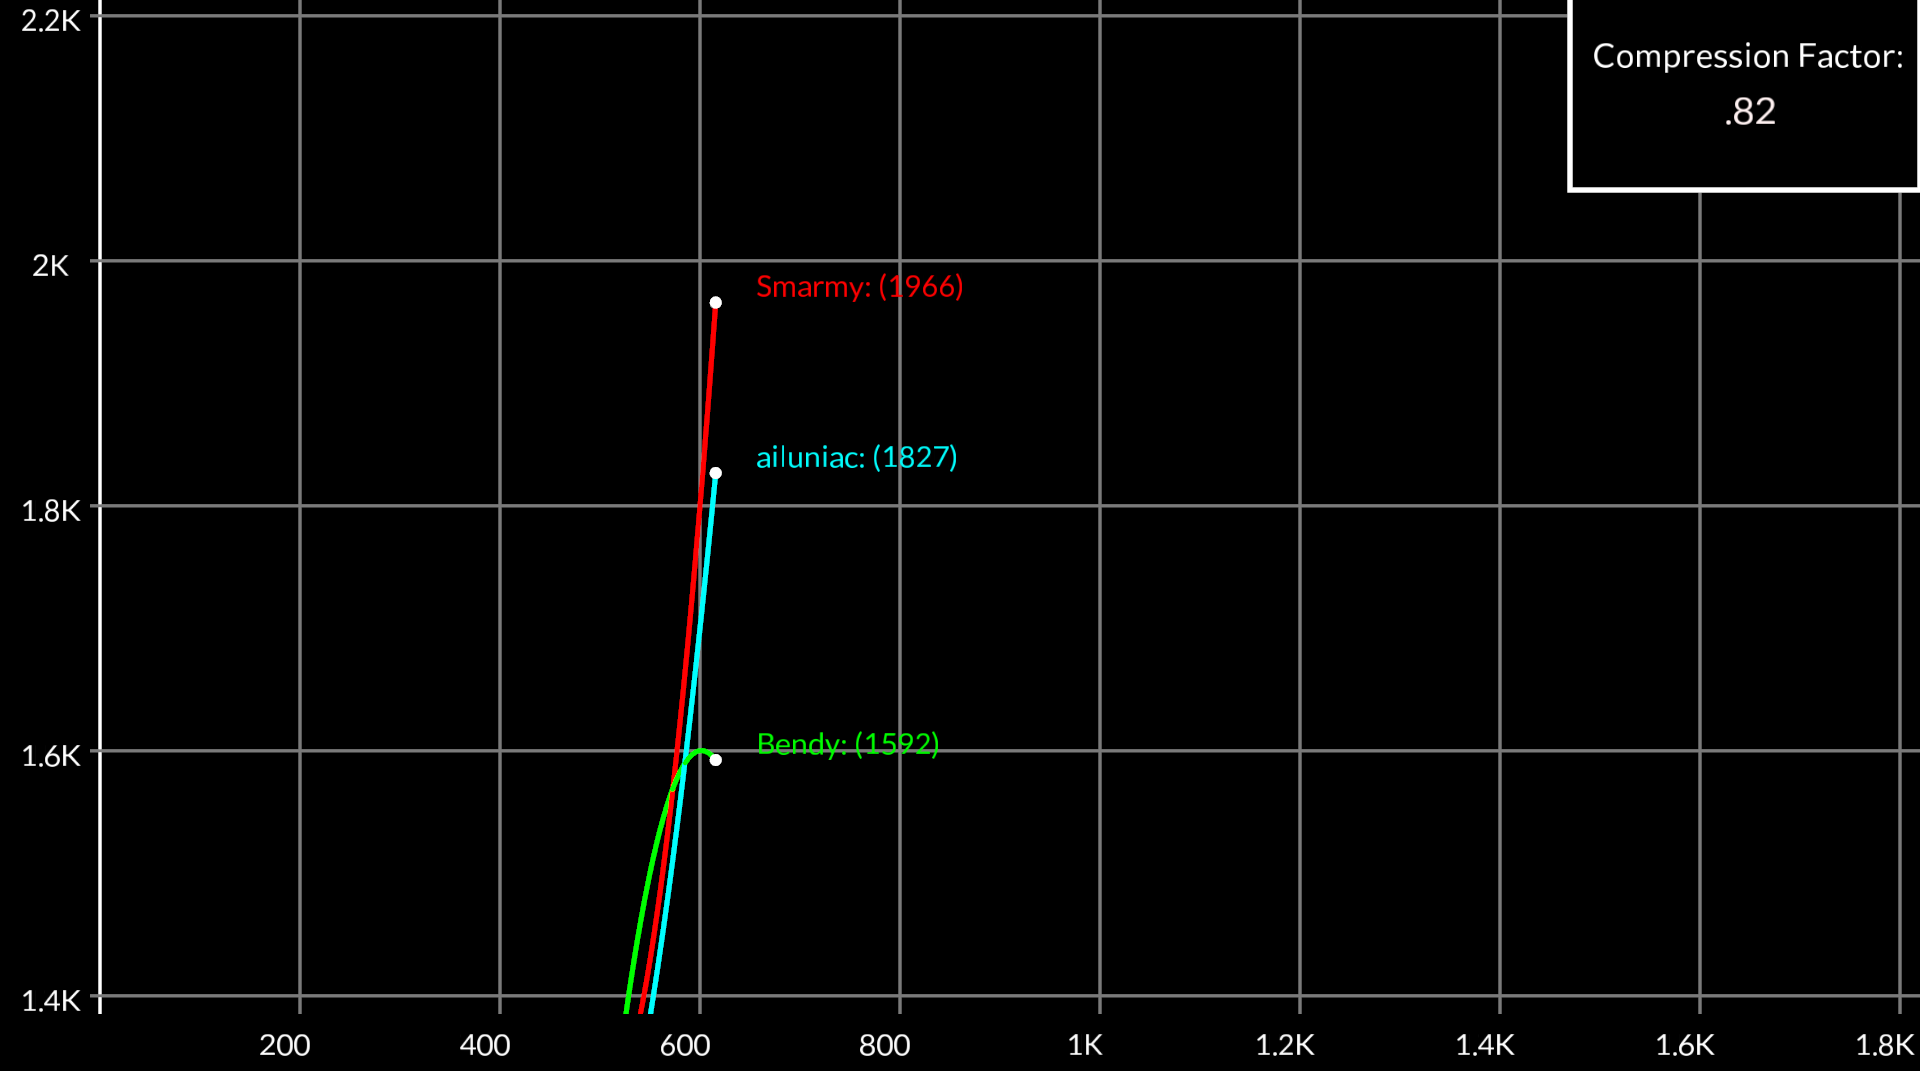 2.2K
Compression Factor:
.82
2K
Smarmy: (1966)
ailuniac: (1827)
1.8K
Bendy: (1592)
1.6K
1.4K
200 400 600 800 1K 1.2K 1.4K 1.6K 1.8K